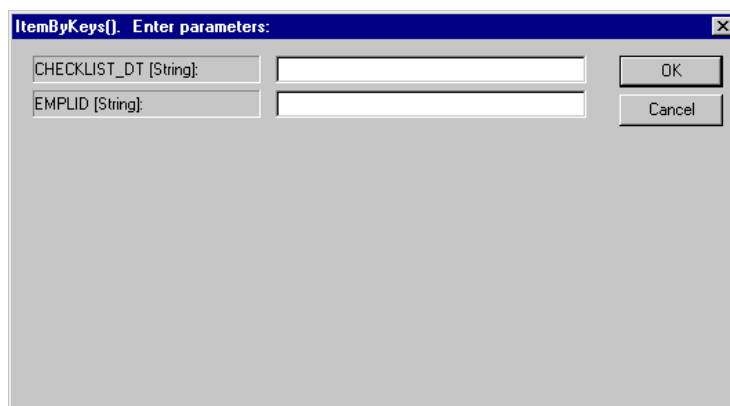 ItemByKeys(). Enter parameters:
CHECKLIST_DT [String]:
OK
EMPLID [String]:
Cancel